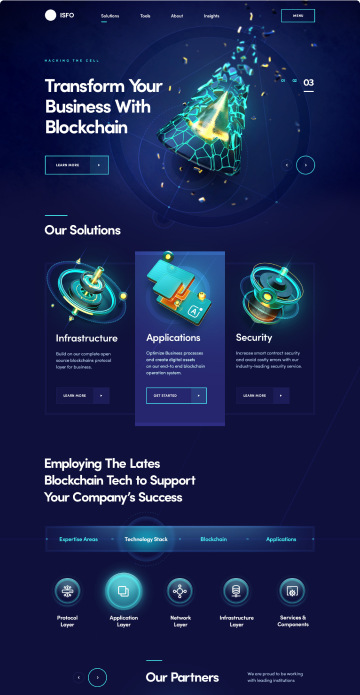 ISFO
Solutions
Tools
About
Insights
MENU
HACKING THE CELL
Transform Your
Business With
Blockchain
01
02
03
LEARN MORE
Our Solutions
Infrastructure
Build on our complete open
source blockchain protocol
layer for business.
LEARN MORE
Applications
Optimize Business processes
and create digital assets
on our end-to end blockchain
operation system.
GET STARTED
Security
Increase smart contract security
and avoid costly errors with our
industry-leading security service.
LEARN MORE
Employing The Lates
Blockchain Tech to Support
Your Company's Success
Expertise Areas
Technology Stack
Blockchain
Applications
Protocol
Layer
Application
Layer
Network
Layer
Infrastructure
Layer
Services &
Components
Our Partners
We are proud to be working
with leading institutions